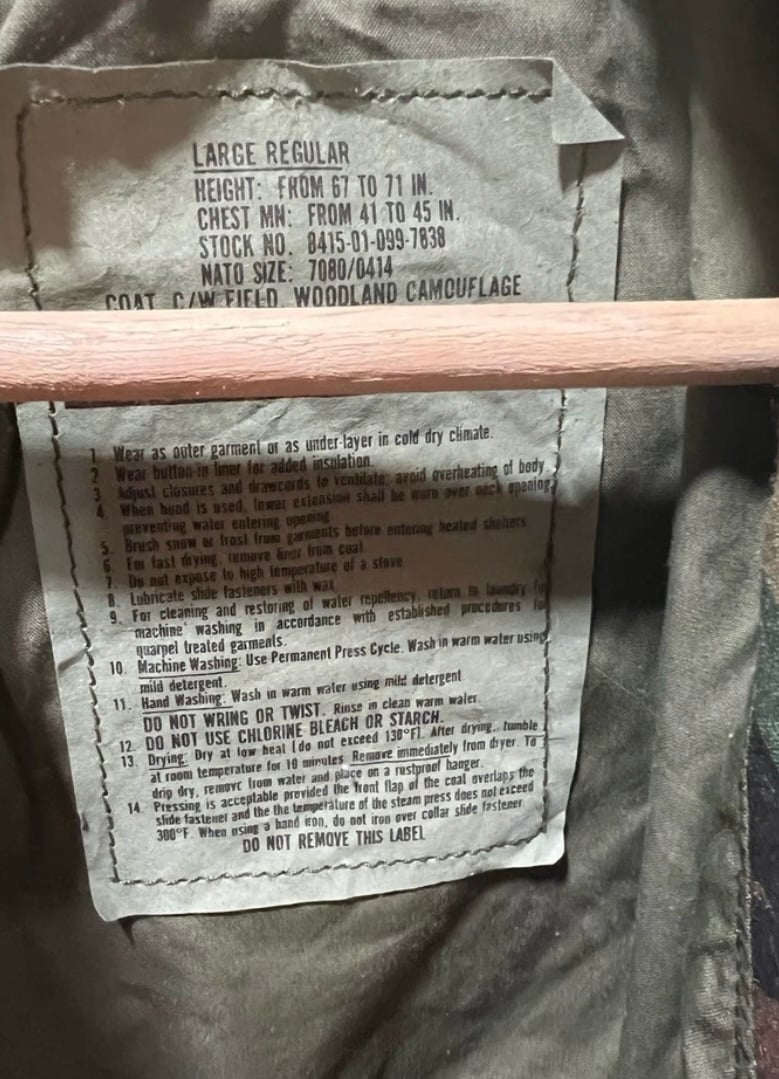 LARGE REGULAR
HEIGHT: FROM 67 TO 71 IN.
CHEST MN: FROM 41 TO 45 IN.
STOCK NO. 8415-01-099-7838
NATO SIZE: 7080/0414
COAT, C/W FIELD, WOODLAND CAMOUFLAGE
1 Wear as outer garment or as under-layer in cold dry climate.
2 Wear button-in liner for added insulation.
3 Adjust closures and drawcords to ventilate; avoid overheating of body
4. When hood is used, lower extension shall be worn over neck opening,
preventing water entering opening
5. Brush snow or frost from garments before entering heated shelters
6. For fast drying, remove liner from coat
7. Do not expose to high temperature of a stove
8. Lubricate slide fasteners with wax
9. For cleaning and restoring of water repellency, return to laundry for
machine washing in accordance with established procedures for
quarpel treated garments.
10. Machine Washing: Use Permanent Press Cycle. Wash in warm water using
mild detergent.
11. Hand Washing: Wash in warm water using mild detergent
DO NOT WRING OR TWIST. Rinse in clean warm water.
12. DO NOT USE CHLORINE BLEACH OR STARCH.
13. Drying: Dry at low heat (do not exceed 130°F). After drying, tumble
at room temperature for 10 minutes. Remove immediately from dryer. To
drip dry, remove from water and place on a rustproof hanger.
14. Pressing is acceptable provided the front flap of the coat overlaps the
slide fastener and the the temperature of the steam press does not exceed
300°F. When using a hand iron, do not iron over collar slide fastener
DO NOT REMOVE THIS LABEL